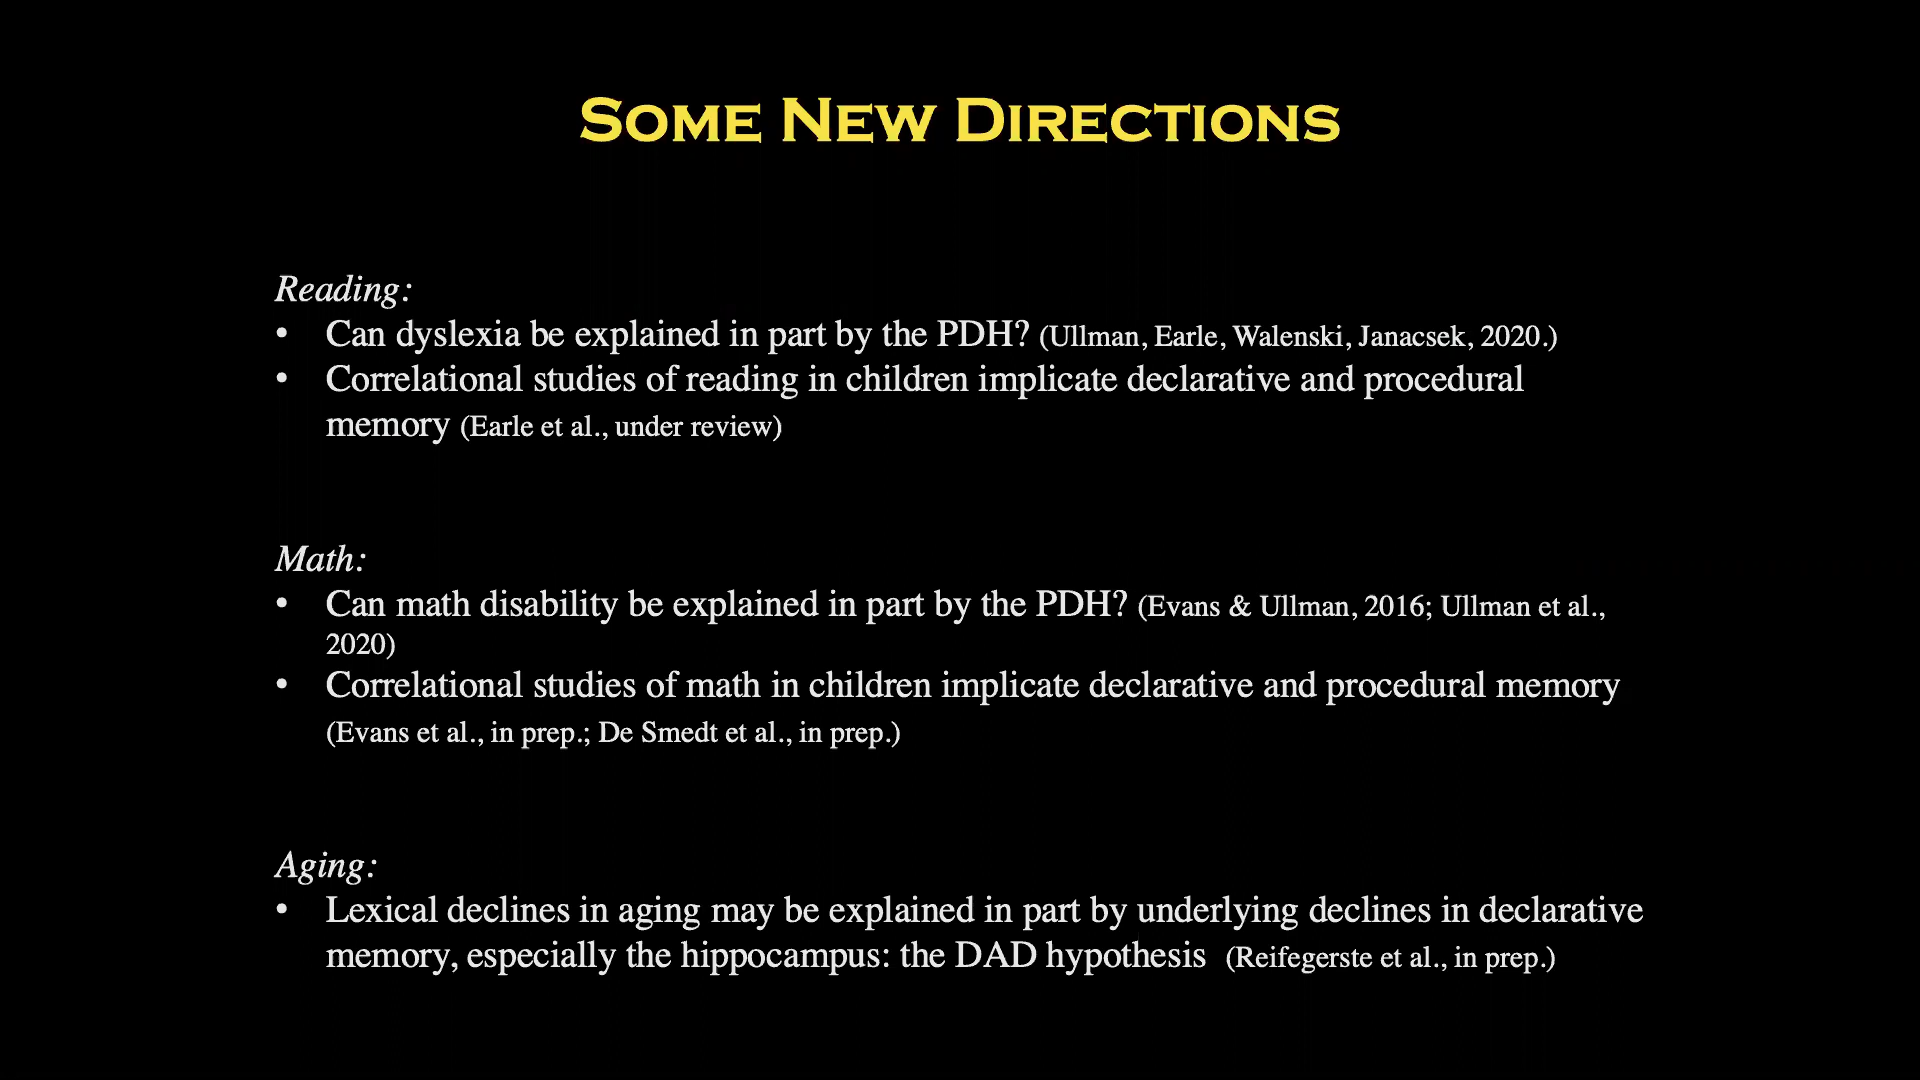 SOME NEW DIRECTIONS
Reading:
• Can dyslexia be explained in part by the PDH? (Ullman, Earle, Walenski, Janacsek, 2020.)
• Correlational studies of reading in children implicate declarative and procedural
memory (Earle et al., under review)
Math:
• Can math disability be explained in part by the PDH? (Evans & Ullman, 2016; Ullman et al.,
2020)
• Correlational studies of math in children implicate declarative and procedural memory
(Evans et al., in prep.; De Smedt et al., in prep.)
Aging:
• Lexical declines in aging may be explained in part by underlying declines in declarative
memory, especially the hippocampus: the DAD hypothesis (Reifegerste et al., in prep.)